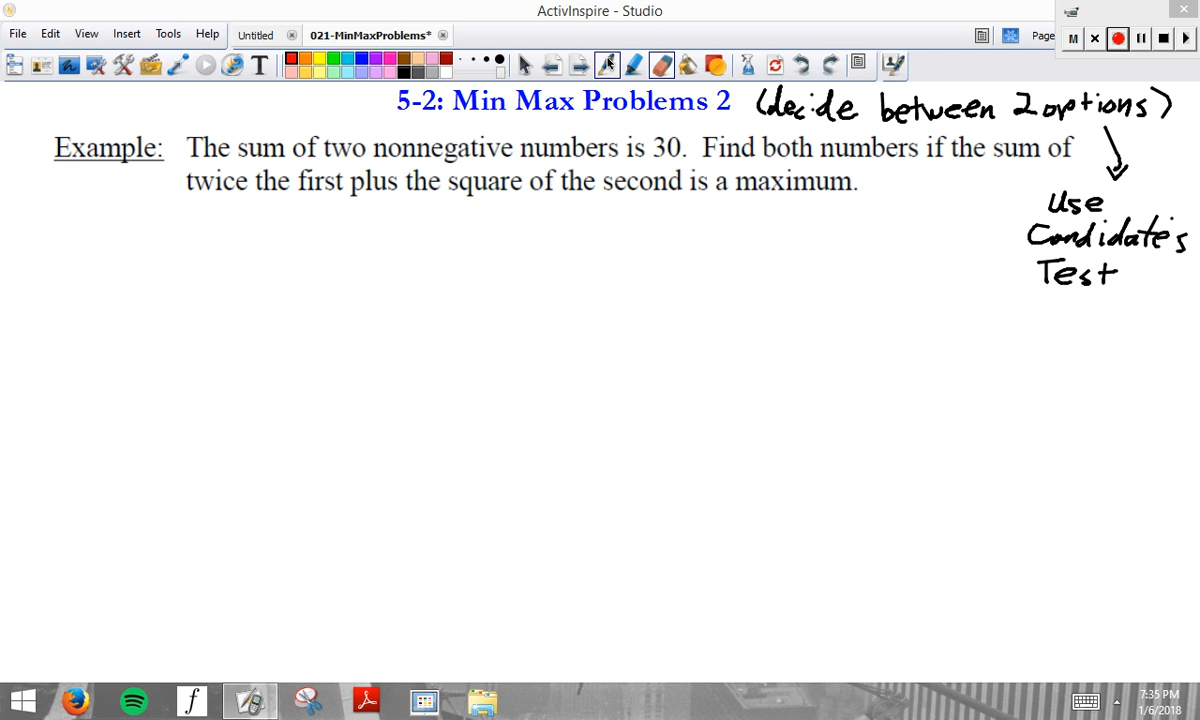 ActivInspire - Studio
File Edit View Insert Tools Help
Untitled
021-MinMaxProblems*
Page
M
T
5-2: Min Max Problems 2 (decide between 2 options)
Example: The sum of two nonnegative numbers is 30. Find both numbers if the sum of
twice the first plus the square of the second is a maximum.
Use
Candidate's
Test
f
7:35 PM
1/6/2018